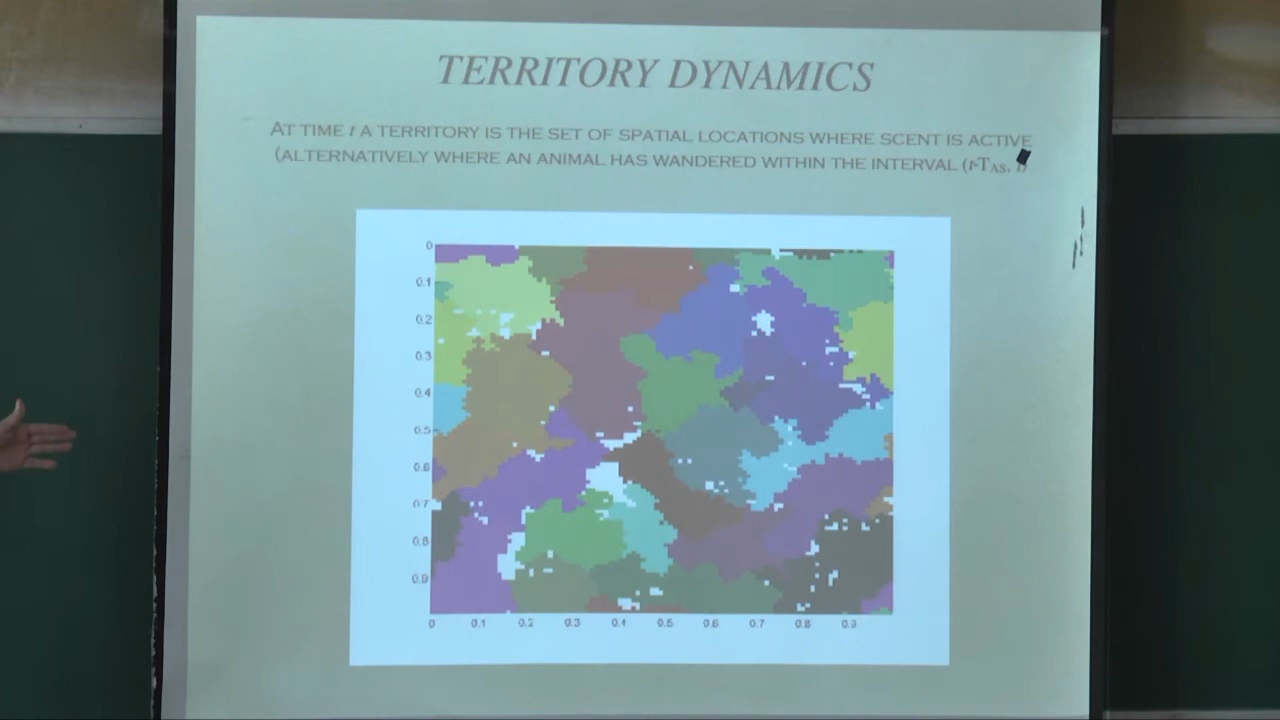 TERRITORY DYNAMICS
AT TIME t A TERRITORY IS THE SET OF SPATIAL LOCATIONS WHERE SCENT IS ACTIVE
(ALTERNATIVELY WHERE AN ANIMAL HAS WANDERED WITHIN THE INTERVAL (t-TAS,
0
0.1
0.2
0.3
0.4
0.5
0.6
0.7
0.8
0.9
0 0.1 0.2 0.3 0.4 0.5 0.6 0.7 0.8 0.9